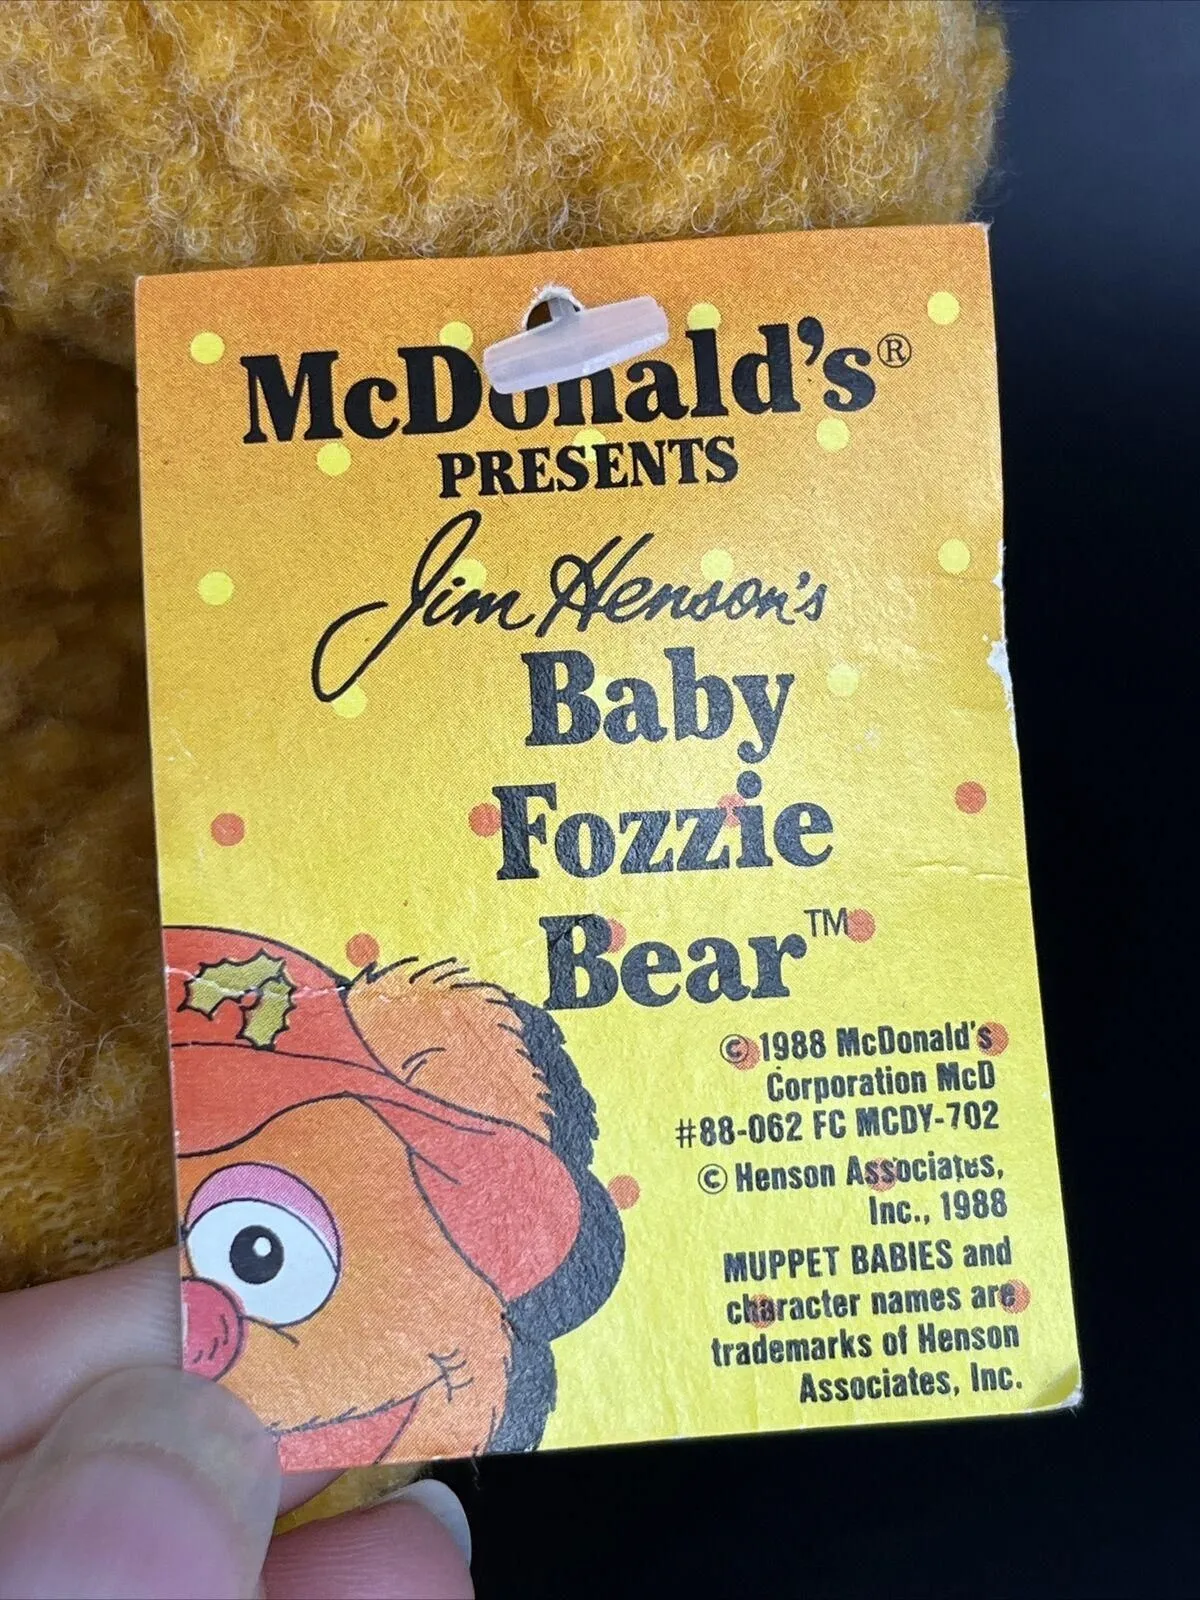 McDonald's®
PRESENTS
Jim Henson's
Baby
Fozzie
Bear™
© 1988 McDonald's
Corporation McD
#88-062 FC MCDY-702
© Henson Associates,
Inc., 1988
MUPPET BABIES and
character names are
trademarks of Henson
Associates, Inc.